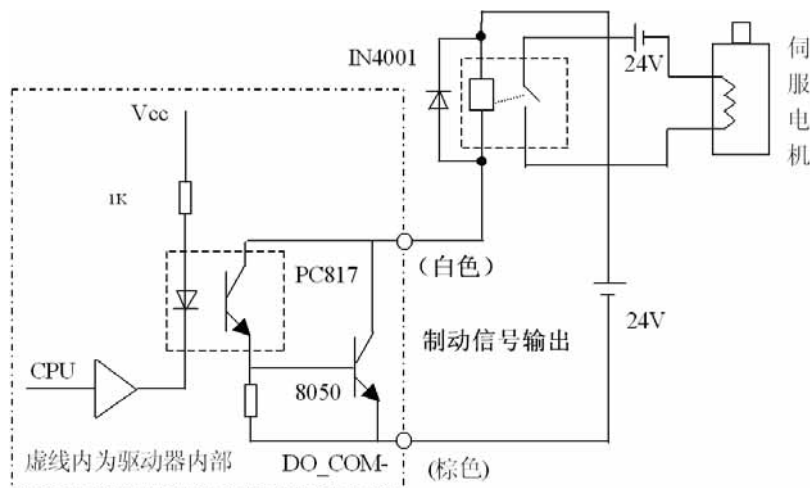 IN4001
24V
伺服电机
Vcc
1K
PC817
（白色）
24V
制动信号输出
CPU
8050
虚线内为驱动器内部
DO_COM-
(棕色)